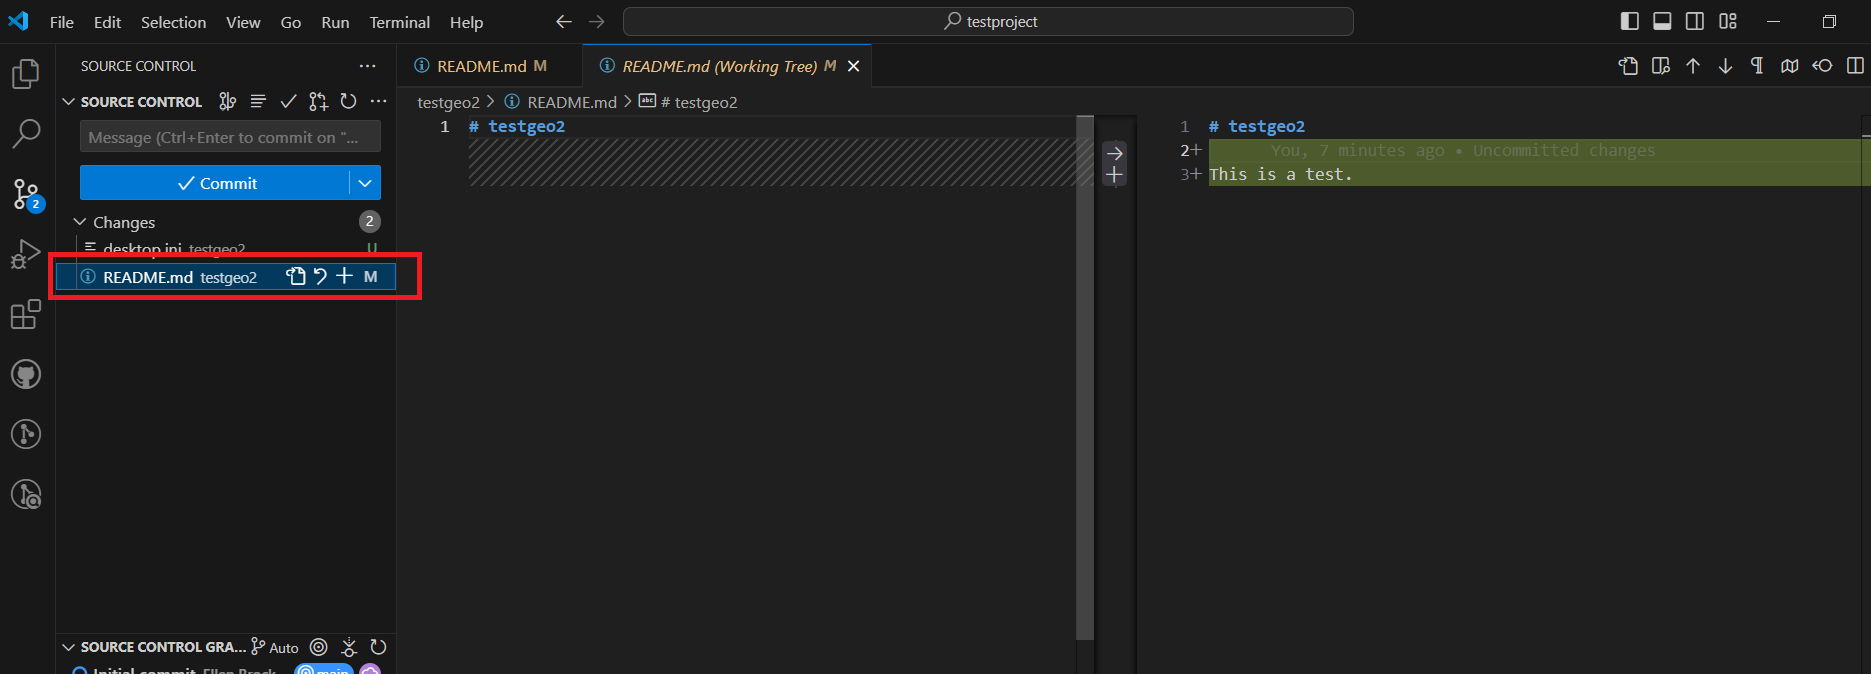 File Edit Selection View Go Run Terminal Help
testproject
SOURCE CONTROL
README.md M
README.md (Working Tree) M
SOURCE CONTROL
testgeo2 > README.md > # testgeo2
Message (Ctrl+Enter to commit on "...
Commit
2
Changes 2
desktop.ini testgeo2 U
README.md testgeo2 M
1 # testgeo2
1 # testgeo2
2+ You, 7 minutes ago • Uncommitted changes
3+ This is a test.
SOURCE CONTROL GRA... Auto
Initial commit Ellen Brock main